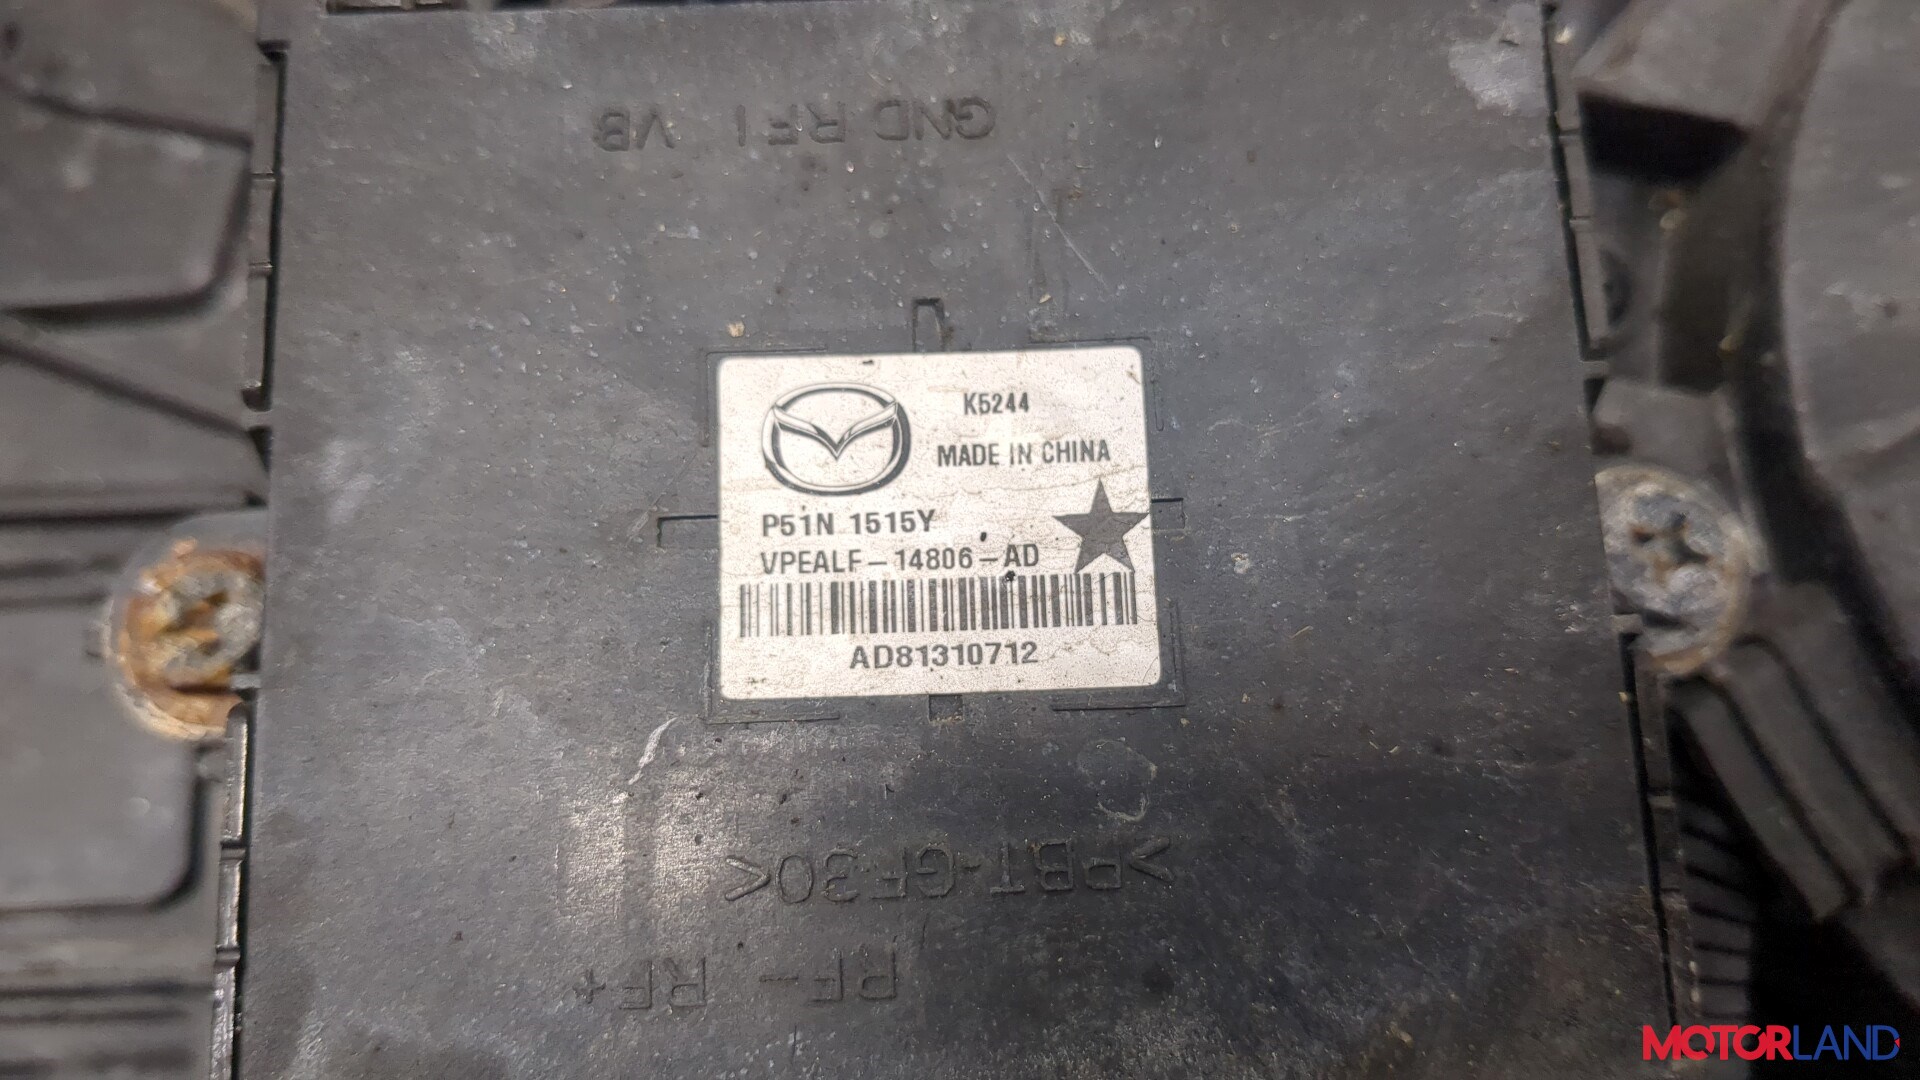 GND RFI VB
K5244
MADE IN CHINA
P51N 1515Y
VPEALF-14806-AD
AD81310712
>PBT-GF30<
RF- RF+
MOTORLAND